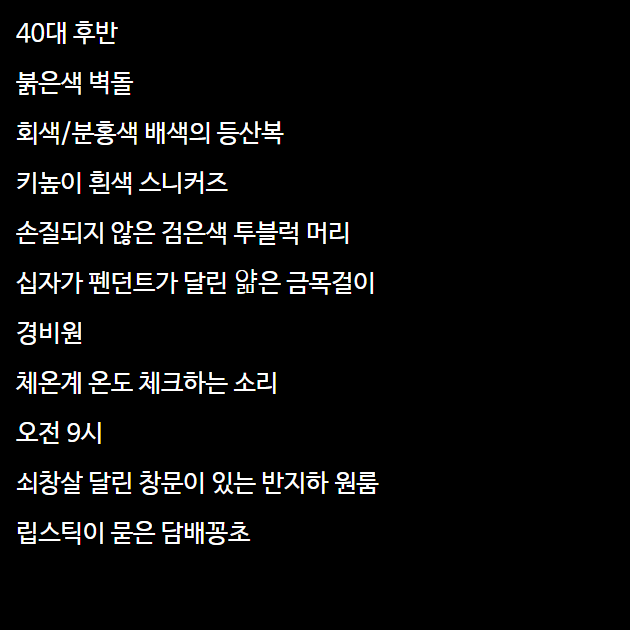 40대 후반
붉은색 벽돌
회색/분홍색 배색의 등산복
키높이 흰색 스니커즈
손질되지 않은 검은색 투블럭 머리
십자가 펜던트가 달린 얇은 금목걸이
경비원
체온계 온도 체크하는 소리
오전 9시
쇠창살 달린 창문이 있는 반지하 원룸
립스틱이 묻은 담배꽁초